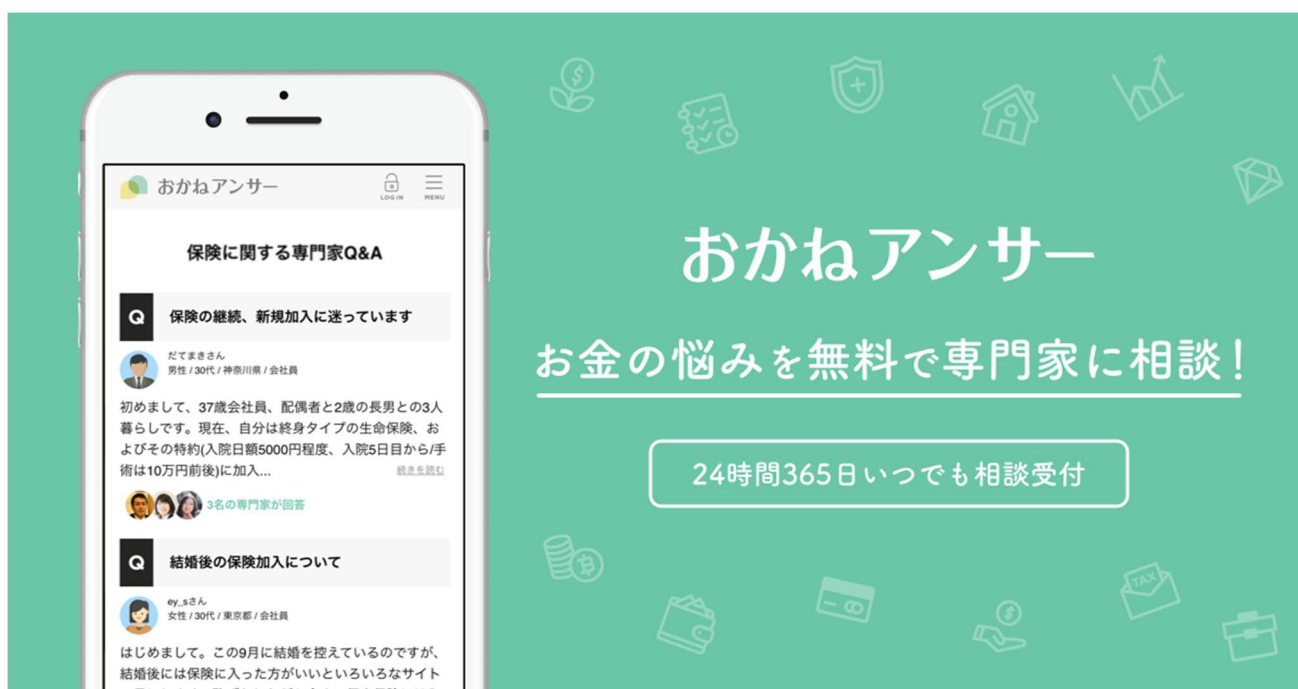 おかねアンサー
LOGIN
MENU
保険に関する専門家Q&A
Q 保険の継続、新規加入に迷っています
だてまきさん
男性 / 30代 / 神奈川県 / 会社員
初めまして、37歳会社員、配偶者と2歳の長男との3人
暮らしです。現在、自分は終身タイプの生命保険、お
よびその特約(入院日額5000円程度、入院5日目から/手
術は10万円前後)に加入... 続きを読む
3名の専門家が回答
Q 結婚後の保険加入について
ey_sさん
女性 / 30代 / 東京都 / 会社員
はじめまして。この9月に結婚を控えているのですが、
結婚後には保険に入った方がいいといろいろなサイト
おかねアンサー
お金の悩みを無料で専門家に相談!
24時間365日いつでも相談受付
TAX